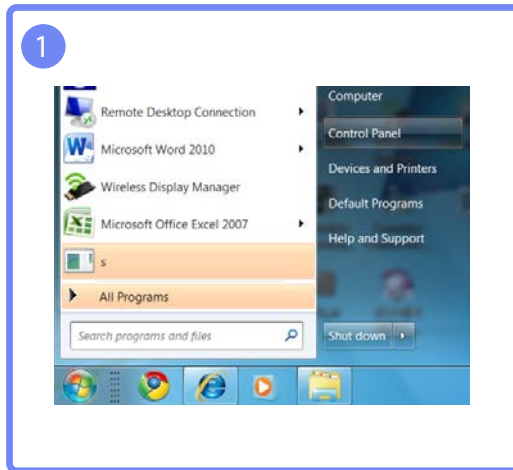 1
Remote Desktop Connection
Microsoft Word 2010
Wireless Display Manager
Microsoft Office Excel 2007
s
All Programs
Search programs and files
Computer
Control Panel
Devices and Printers
Default Programs
Help and Support
Shut down